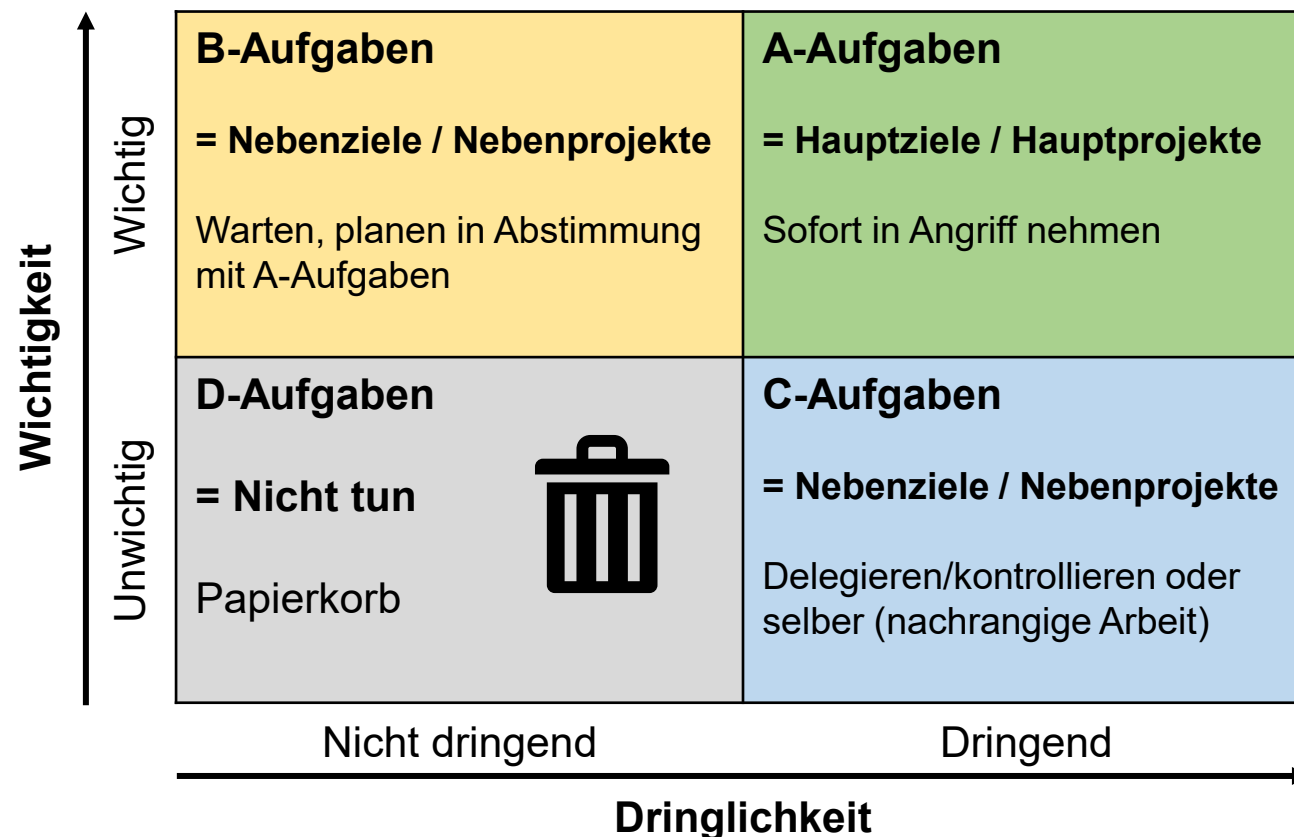 B-Aufgaben
= Nebenziele / Nebenprojekte
Warten, planen in Abstimmung
mit A-Aufgaben
A-Aufgaben
= Hauptziele / Hauptprojekte
Sofort in Angriff nehmen
D-Aufgaben
= Nicht tun
Papierkorb
C-Aufgaben
= Nebenziele / Nebenprojekte
Delegieren/kontrollieren oder
selber (nachrangige Arbeit)
Wichtigkeit
Wichtig
Unwichtig
Nicht dringend
Dringend
Dringlichkeit